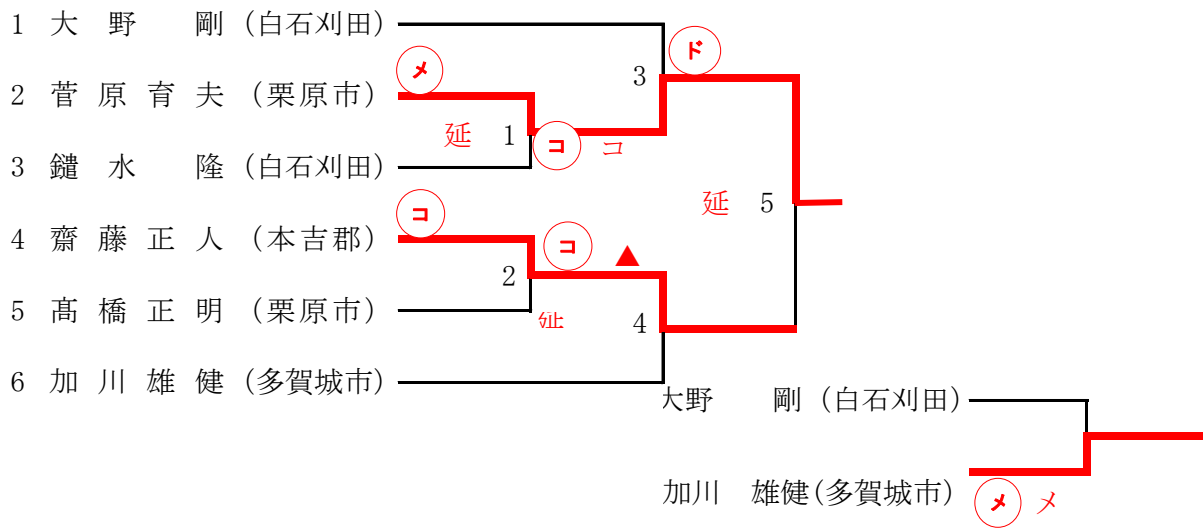 1 大野 剛 (白石刈田)
ド
3
メ
2 菅原育夫 (栗原市)
延 1
コ コ
3 鑓水 隆 (白石刈田)
延 5
コ
4 齋藤正人 (本吉郡)
コ ▲
2
5 髙橋正明 (栗原市)
延 4
6 加川雄健 (多賀城市)
大野 剛 (白石刈田)
加川 雄健(多賀城市)
メ メ